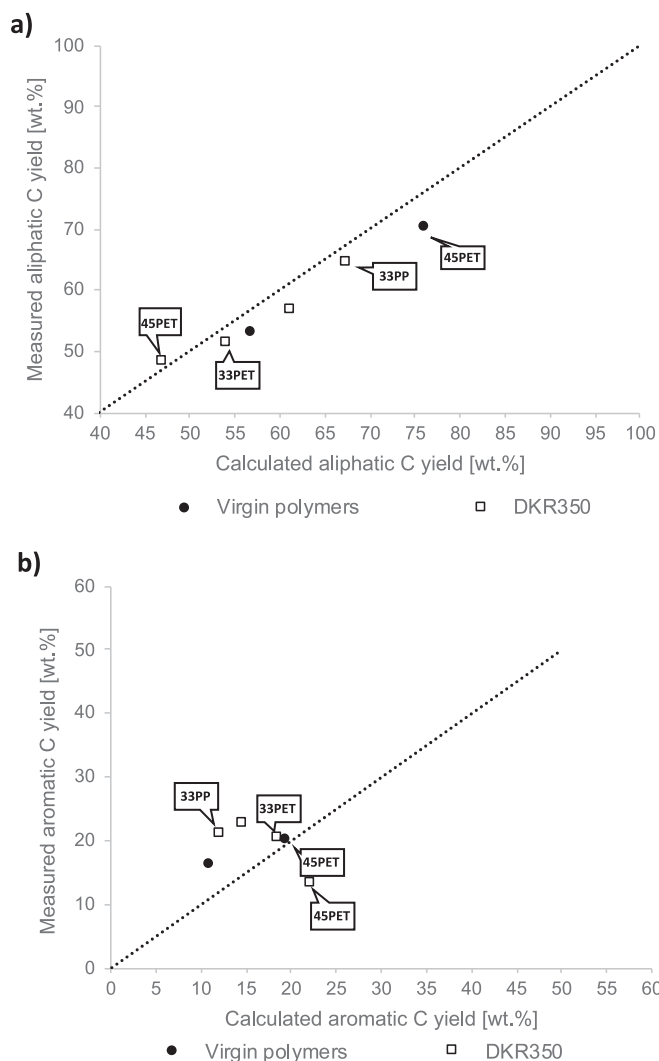 a)
100
90
80
70
60
50
40
Measured aliphatic C yield [wt.%]
45PET
33PET
33PP
45PET
40 45 50 55 60 65 70 75 80 85 90 95 100
Calculated aliphatic C yield [wt.%]
Virgin polymers DKR350
b)
60
50
40
30
20
10
0
Measured aromatic C yield [wt.%]
33PP
33PET
45PET
45PET
0 5 10 15 20 25 30 35 40 45 50 55 60
Calculated aromatic C yield [wt.%]
Virgin polymers DKR350